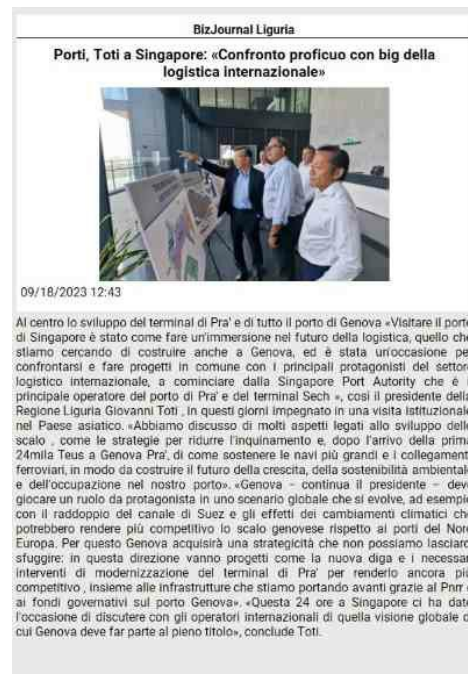 BizJournal Liguria
Porti, Toti a Singapore: «Confronto proficuo con big della
logistica internazionale»
09/18/2023 12:43
Al centro lo sviluppo del terminal di Pra' e di tutto il porto di Genova «Visitare il porto
di Singapore è stato come fare un'immersione nel futuro della logistica, quello che
stiamo cercando di costruire anche a Genova, ed è stata un'occasione pe
confrontarsi e fare progetti in comune con i principali protagonisti del settore
logistico internazionale, a cominciare dalla Singapore Port Autority che è i
principale operatore del porto di Pra' e del terminal Sech », così il presidente della
Regione Liguria Giovanni Toti , in questi giorni impegnato in una visita istituzionale
nel Paese asiatico. «Abbiamo discusso di molti aspetti legati allo sviluppo dello
scalo , come le strategie per ridurre l'inquinamento e, dopo l'arrivo della prima
24mila Teus a Genova Pra', di come sostenere le navi più grandi e i collegament
ferroviari, in modo da costruire il futuro della crescita, della sostenibilità ambientale
e dell'occupazione nel nostro porto». «Genova – continua il presidente – deve
giocare un ruolo da protagonista in uno scenario globale che si evolve, ad esempio
con il raddoppio del canale di Suez e gli effetti dei cambiamenti climatici che
potrebbero rendere più competitivo lo scalo genovese rispetto ai porti del Nord
Europa. Per questo Genova acquisirà una strategicità che non possiamo lasciarci
sfuggire: in questa direzione vanno progetti come la nuova diga e i necessar
interventi di modernizzazione del terminal di Pra' per renderlo ancora più
competitivo , insieme alle infrastrutture che stiamo portando avanti grazie al Pnrr e
ai fondi governativi sul porto Genova». «Questa 24 ore a Singapore ci ha dato
l'occasione di discutere con gli operatori internazionali di quella visione globale d
cui Genova deve far parte al pieno titolo», conclude Toti.